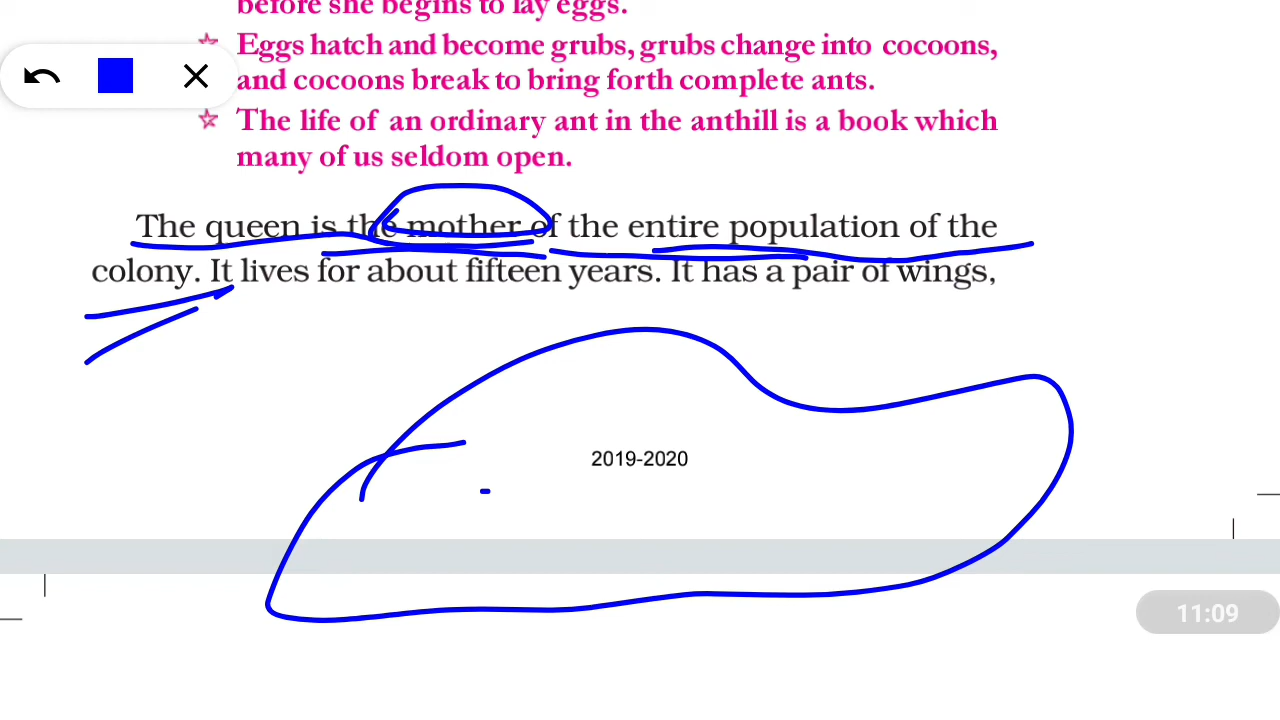 before she begins to lay eggs.
☆ Eggs hatch and become grubs, grubs change into cocoons,
and cocoons break to bring forth complete ants.
☆ The life of an ordinary ant in the anthill is a book which
many of us seldom open.
The queen is the mother of the entire population of the
colony. It lives for about fifteen years. It has a pair of wings,
2019-2020
11:09